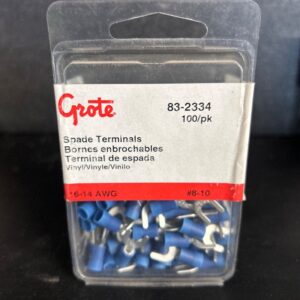 Grote
83-2334
100/pk
Spade Terminals
Bornes enbrochables
Terminal de espada
Vinyl/Vinyle/Vinilo
16-14 AWG
#8-10